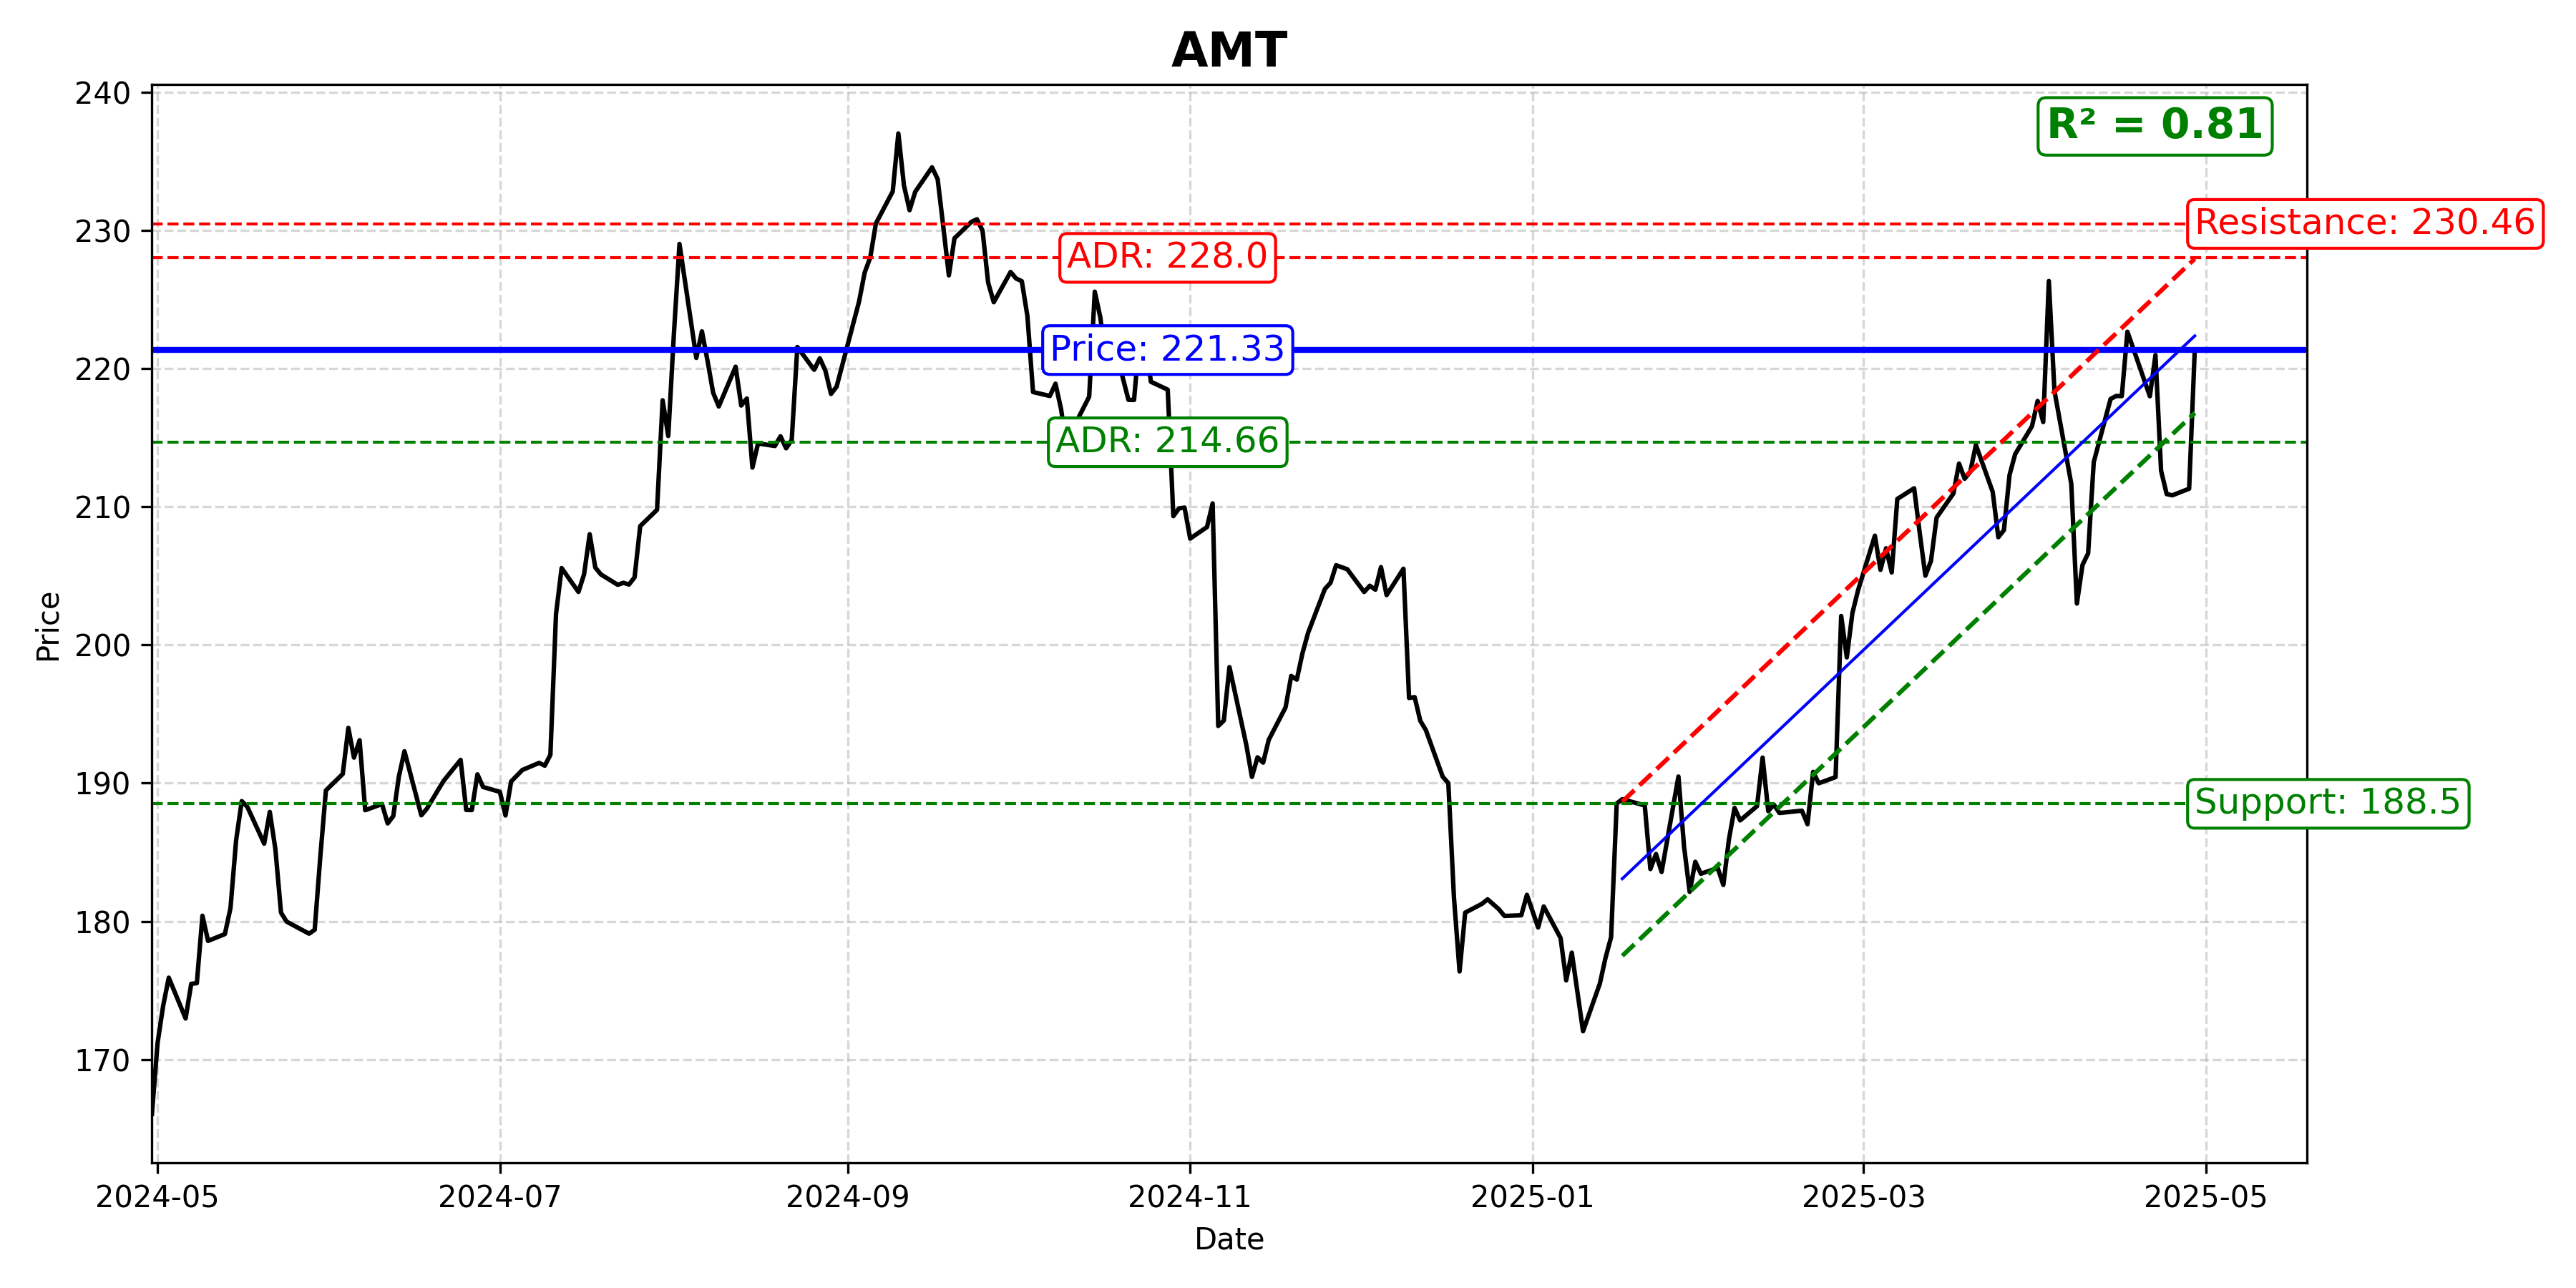 AMT
240
R² = 0.81
230
Resistance: 230.46
ADR: 228.0
Price: 221.33
220
ADR: 214.66
210
Price
200
190
Support: 188.5
180
170
2024-05 2024-07 2024-09 2024-11 2025-01 2025-03 2025-05
Date